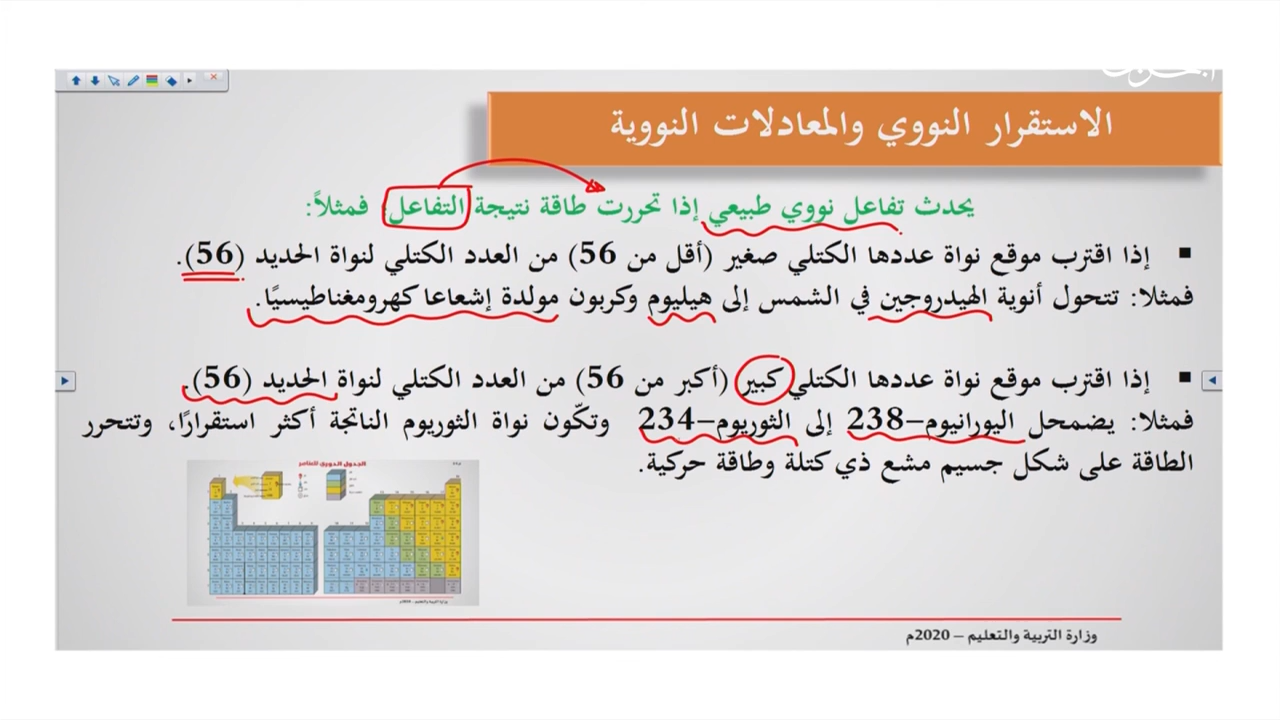 الاستقرار النووي والمعادلات النووية
يحدث تفاعل نووي طبيعي إذا تحررت طاقة نتيجة التفاعل. فمثلاً:
▪ إذا اقترب موقع نواة عددها الكتلي صغير (أقل من 56) من العدد الكتلي لنواة الحديد (56).
فمثلا: تتحول أنوية الهيدروجين في الشمس إلى هيليوم وكربون مولدة إشعاعا كهرومغناطيسيًا.
▪ إذا اقترب موقع نواة عددها الكتلي كبير (أكبر من 56) من العدد الكتلي لنواة الحديد (56).
فمثلا: يضمحل اليورانيوم–238 إلى الثوريوم–234 وتكّون نواة الثوريوم الناتجة أكثر استقرارًا، وتتحرر
الطاقة على شكل جسيم مشع ذي كتلة وطاقة حركية.
الجدول الدوري للعناصر
وزارة التربية والتعليم – 2020م